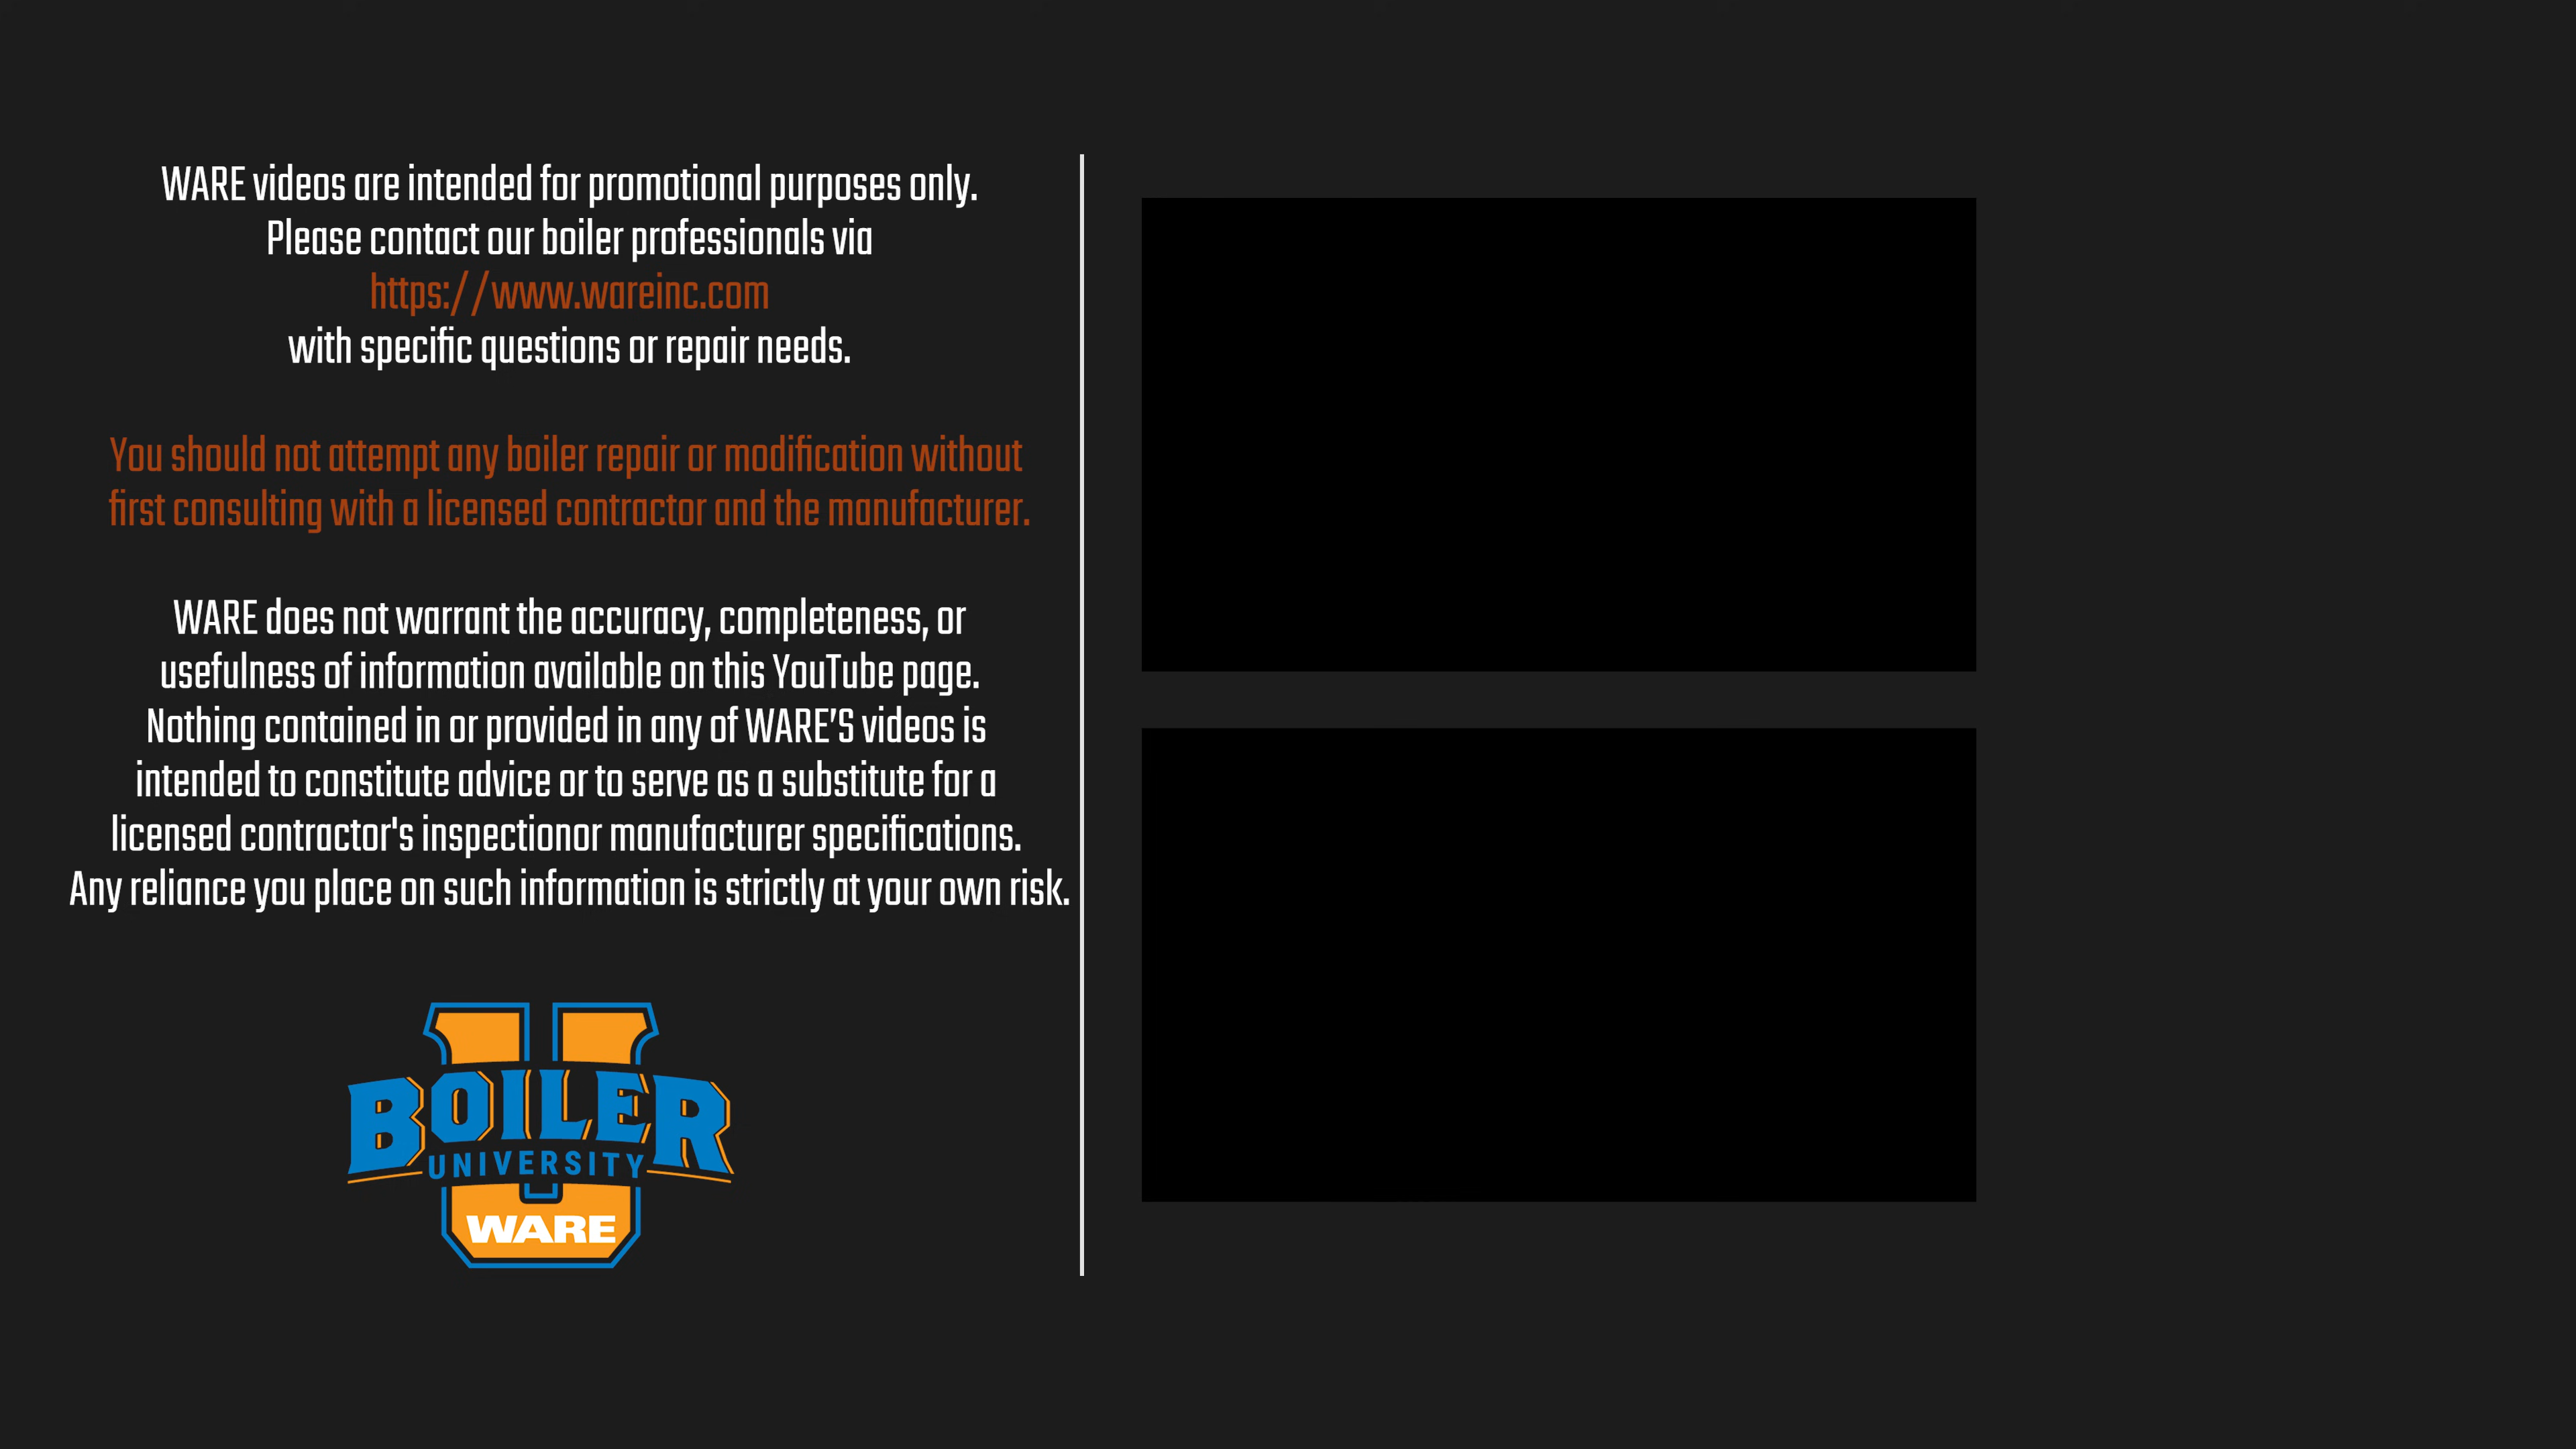 WARE videos are intended for promotional purposes only.
Please contact our boiler professionals via
https://www.wareinc.com
with specific questions or repair needs.
You should not attempt any boiler repair or modification without
first consulting with a licensed contractor and the manufacturer.
WARE does not warrant the accuracy, completeness, or
usefulness of information available on this YouTube page.
Nothing contained in or provided in any of WARE'S videos is
intended to constitute advice or to serve as a substitute for a
licensed contractor's inspectionor manufacturer specifications.
Any reliance you place on such information is strictly at your own risk.
U
BOILER
UNIVERSITY
WARE